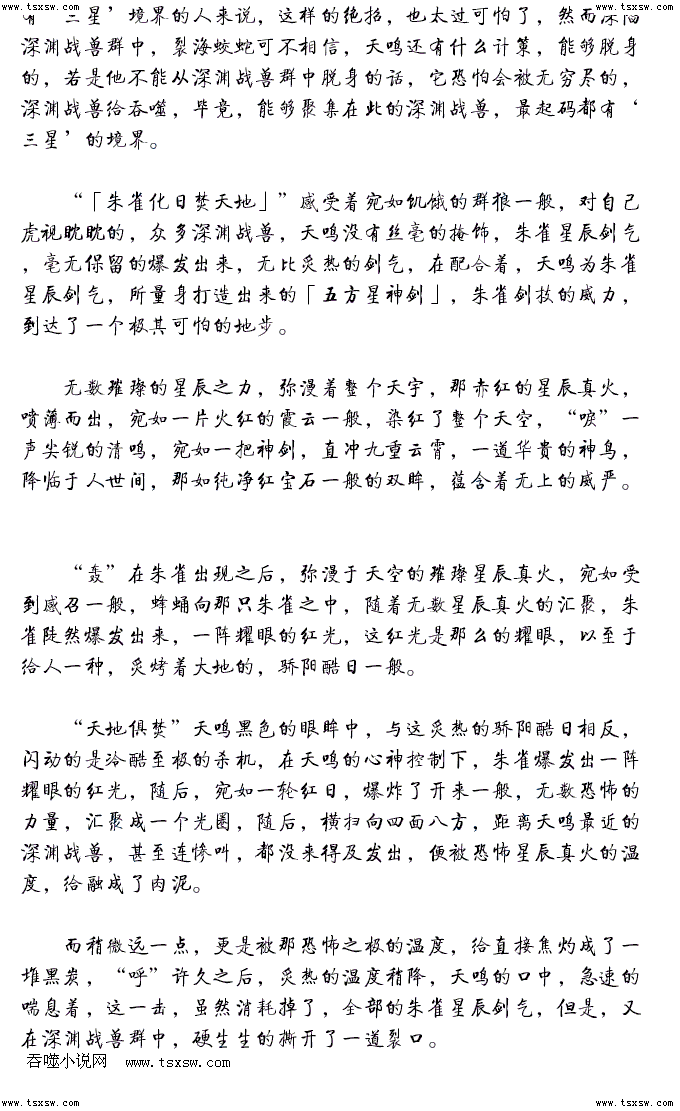 www.tsxsw.com www.tsxsw.com www.tsxsw.com
有‘三星’境界的人来说，这样的绝招，也太过可怕了，然而深陷
深渊战兽群中，裂海蛟蛇可不相信，天鸣还有什么计策，能够脱身
的，若是他不能从深渊战兽群中脱身的话，它恐怕会被无穷尽的，
深渊战兽给吞噬，毕竟，能够聚集在此的深渊战兽，最起码都有‘
三星’的境界。
“「朱雀化日焚天地」”感受着宛如饥饿的群狼一般，对自己
虎视眈眈的，众多深渊战兽，天鸣没有丝毫的掩饰，朱雀星辰剑气
，毫无保留的爆发出来，无比炙热的剑气，在配合着，天鸣为朱雀
星辰剑气，所量身打造出来的「五方星神剑」，朱雀剑技的威力，
到达了一个极其可怕的地步。
无数璀璨的星辰之力，弥漫着整个天宇，那赤红的星辰真火，
喷薄而出，宛如一片火红的霞云一般，染红了整个天空，“唳”一
声尖锐的清鸣，宛如一把神剑，直冲九重云霄，一道华贵的神鸟，
降临于人世间，那如纯净红宝石一般的双眸，蕴含着无上的威严。
“轰”在朱雀出现之后，弥漫于天空的璀璨星辰真火，宛如受
到感召一般，蜂蛹向那只朱雀之中，随着无数星辰真火的汇聚，朱
雀陡然爆发出来，一阵耀眼的红光，这红光是那么的耀眼，以至于
给人一种，炙烤着大地的，骄阳酷日一般。
“天地俱焚”天鸣黑色的眼眸中，与这炙热的骄阳酷日相反，
闪动的是冷酷至极的杀机，在天鸣的心神控制下，朱雀爆发出一阵
耀眼的红光，随后，宛如一轮红日，爆炸了开来一般，无数恐怖的
力量，汇聚成一个光圈，随后，横扫向四面八方，距离天鸣最近的
深渊战兽，甚至连惨叫，都没来得及发出，便被恐怖星辰真火的温
度，给融成了肉泥。
而稍微远一点，更是被那恐怖之极的温度，给直接焦灼成了一
堆黑炭，“呼”许久之后，炙热的温度稍降，天鸣的口中，急速的
喘息着，这一击，虽然消耗掉了，全部的朱雀星辰剑气，但是，又
在深渊战兽群中，硬生生的撕开了一道裂口。
吞噬小说网 www.tsxsw.com
www.tsxsw.com www.tsxsw.com www.tsxsw.com